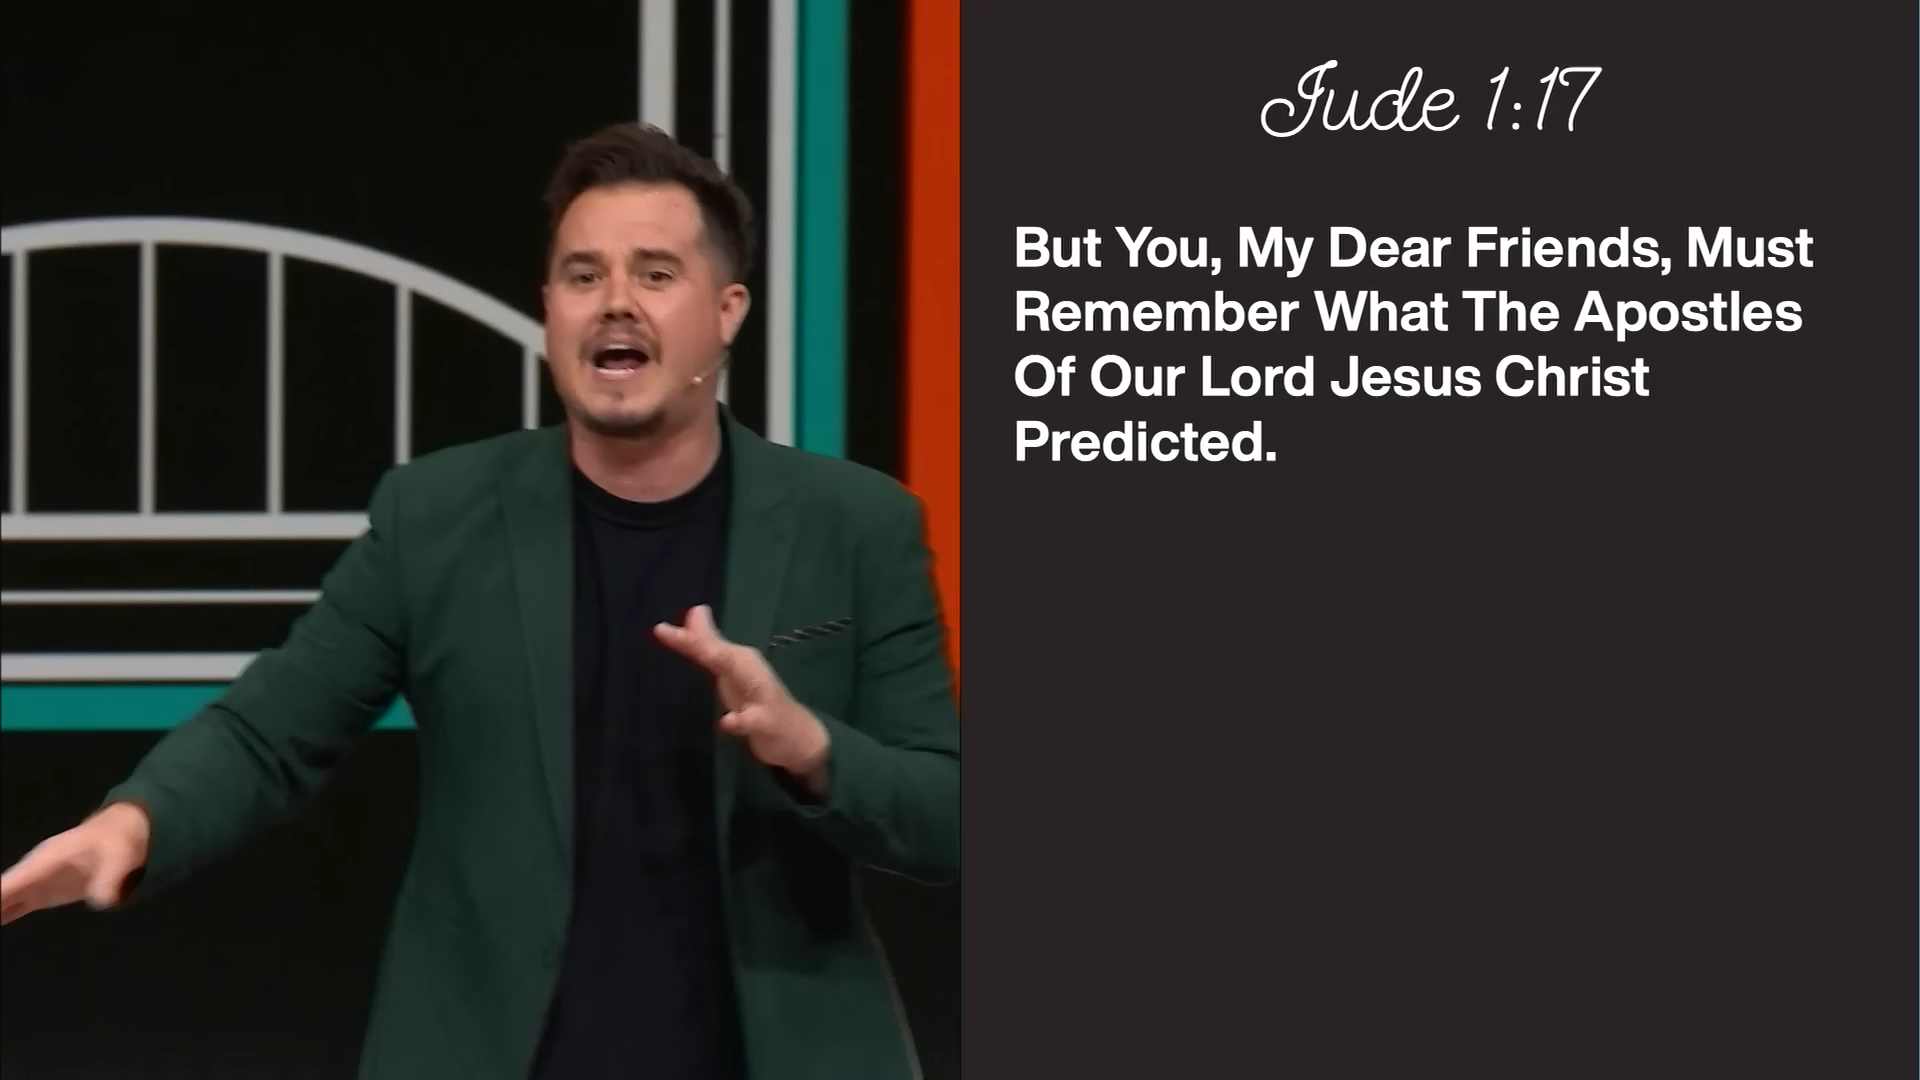 Jude 1:17
But You, My Dear Friends, Must
Remember What The Apostles
Of Our Lord Jesus Christ
Predicted.